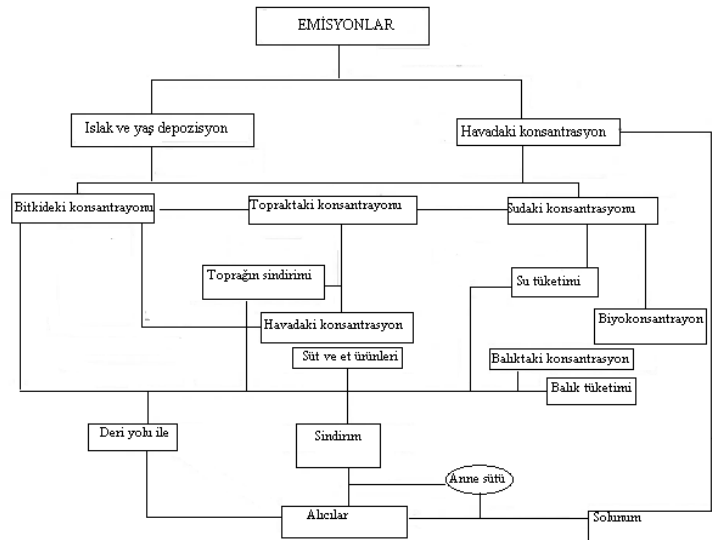 EMİSYONLAR
Islak ve yaş depozisyon
Havadaki konsantrasyon
Bitkideki konsantrayonu
Topraktaki konsantrayonu
Sudaki konsantrasyonu
Toprağın sindirimi
Su tüketimi
Havadaki konsantrasyon
Biyokonsantrayon
Süt ve et ürünleri
Balıktaki konsantrasyon
Balık tüketimi
Deri yolu ile
Sindirim
Anne sütü
Alıcılar
Solunum